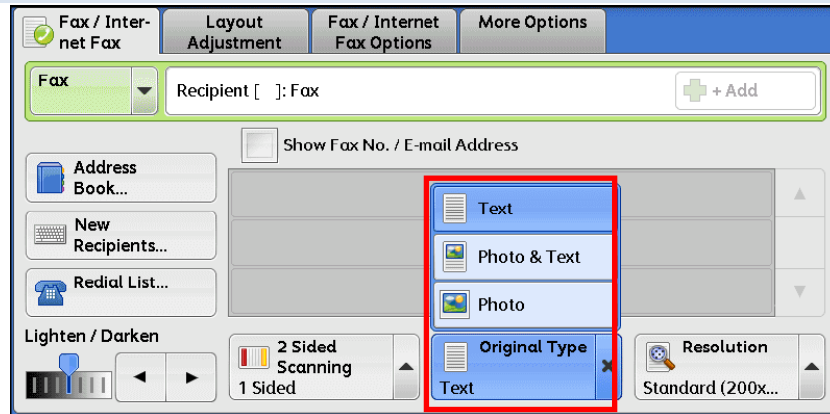 Fax / Inter-
net Fax
Layout
Adjustment
Fax / Internet
Fax Options
More Options
Fax
Recipient [   ]: Fax
+ Add
Show Fax No. / E-mail Address
Address
Book...
New
Recipients...
Redial List...
Text
Photo & Text
Photo
Lighten / Darken
2 Sided
Scanning
1 Sided
Original Type
Text
Resolution
Standard (200x...